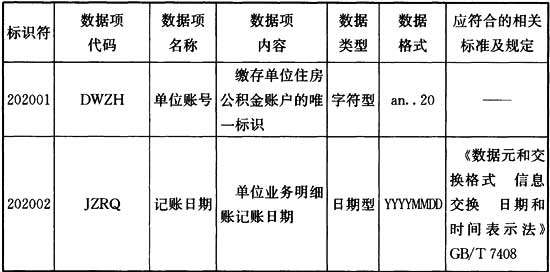 标识符 数据项代码 数据项名称 数据项内容 数据类型 数据格式 应符合的相关标准及规定
202001 DWZH 单位账号 缴存单位住房公积金账户的唯一标识 字符型 an..20 ——
202002 JZRQ 记账日期 单位业务明细账记账日期 日期型 YYYYMMDD 《数据元和交换格式 信息交换 日期和时间表示法》GB/T 7408